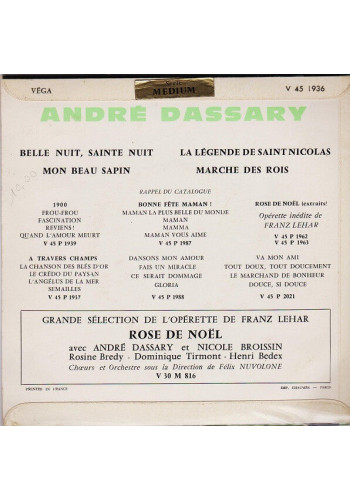 VÉGA
MEDIUM
V 45 1936
ANDRÉ DASSARY
BELLE NUIT, SAINTE NUIT
LA LÉGENDE DE SAINT NICOLAS
MON BEAU SAPIN
MARCHE DES ROIS
RAPPEL DU CATALOGUE
1900
FROU-FROU
FASCINATION
REVIENS !
QUAND L'AMOUR MEURT
V 45 P 1939
BONNE FÊTE MAMAN !
MAMAN LA PLUS BELLE DU MONDE
MAMAN
MAMMA
MAMAN VOUS AIME
V 45 P 1987
ROSE DE NOËL (extraits)
Opérette inédite de
FRANZ LEHAR
V 45 P 1962
V 45 P 1963
A TRAVERS CHAMPS
LA CHANSON DES BLÉS D'OR
LE CRÉDO DU PAYSAN
L'ANGÉLUS DE LA MER
SEMAILLES
V 45 P 1937
DANSONS MON AMOUR
FAIS UN MIRACLE
CE SERAIT DOMMAGE
GLORIA
V 45 P 1988
VA MON AMI
TOUT DOUX, TOUT DOUCEMENT
LE MARCHAND DE BONHEUR
DOUCE, SI DOUCE
V 45 P 2021
GRANDE SÉLECTION DE L'OPÉRETTE DE FRANZ LEHAR
ROSE DE NOËL
avec ANDRÉ DASSARY et NICOLE BROISSIN
Rosine Bredy - Dominique Tirmont - Henri Bedex
Chœurs et Orchestre sous la Direction de Félix NUVOLONE
V 30 M 816
PRINTED IN FRANCE
IMP. DEHAYES - PARIS